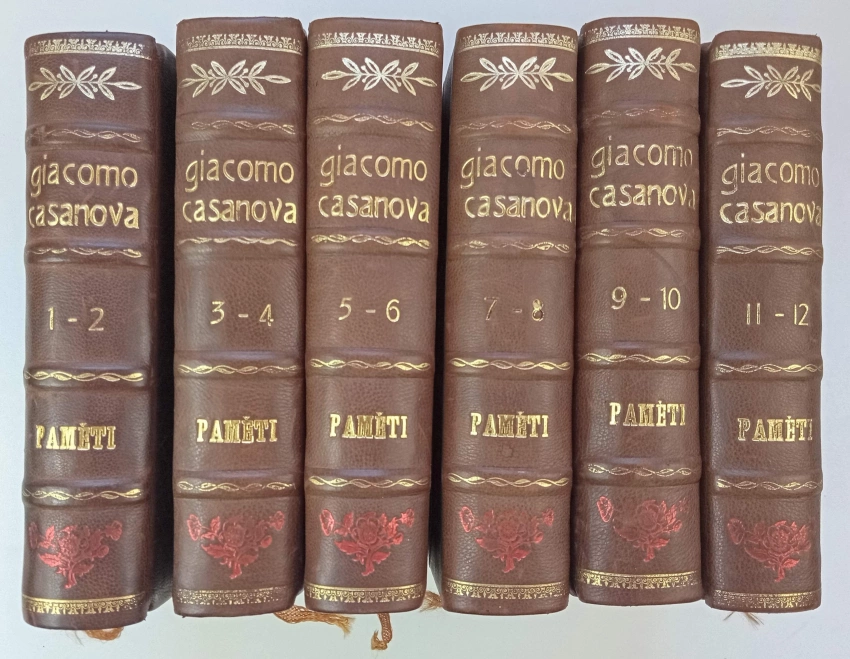 giacomo
casanova
1 - 2
PAMĚTI
giacomo
casanova
3 - 4
PAMĚTI
giacomo
casanova
5 - 6
PAMĚTI
giacomo
casanova
7 - 8
PAMĚTI
giacomo
casanova
9 - 10
PAMĚTI
giacomo
casanova
11 - 12
PAMĚTI